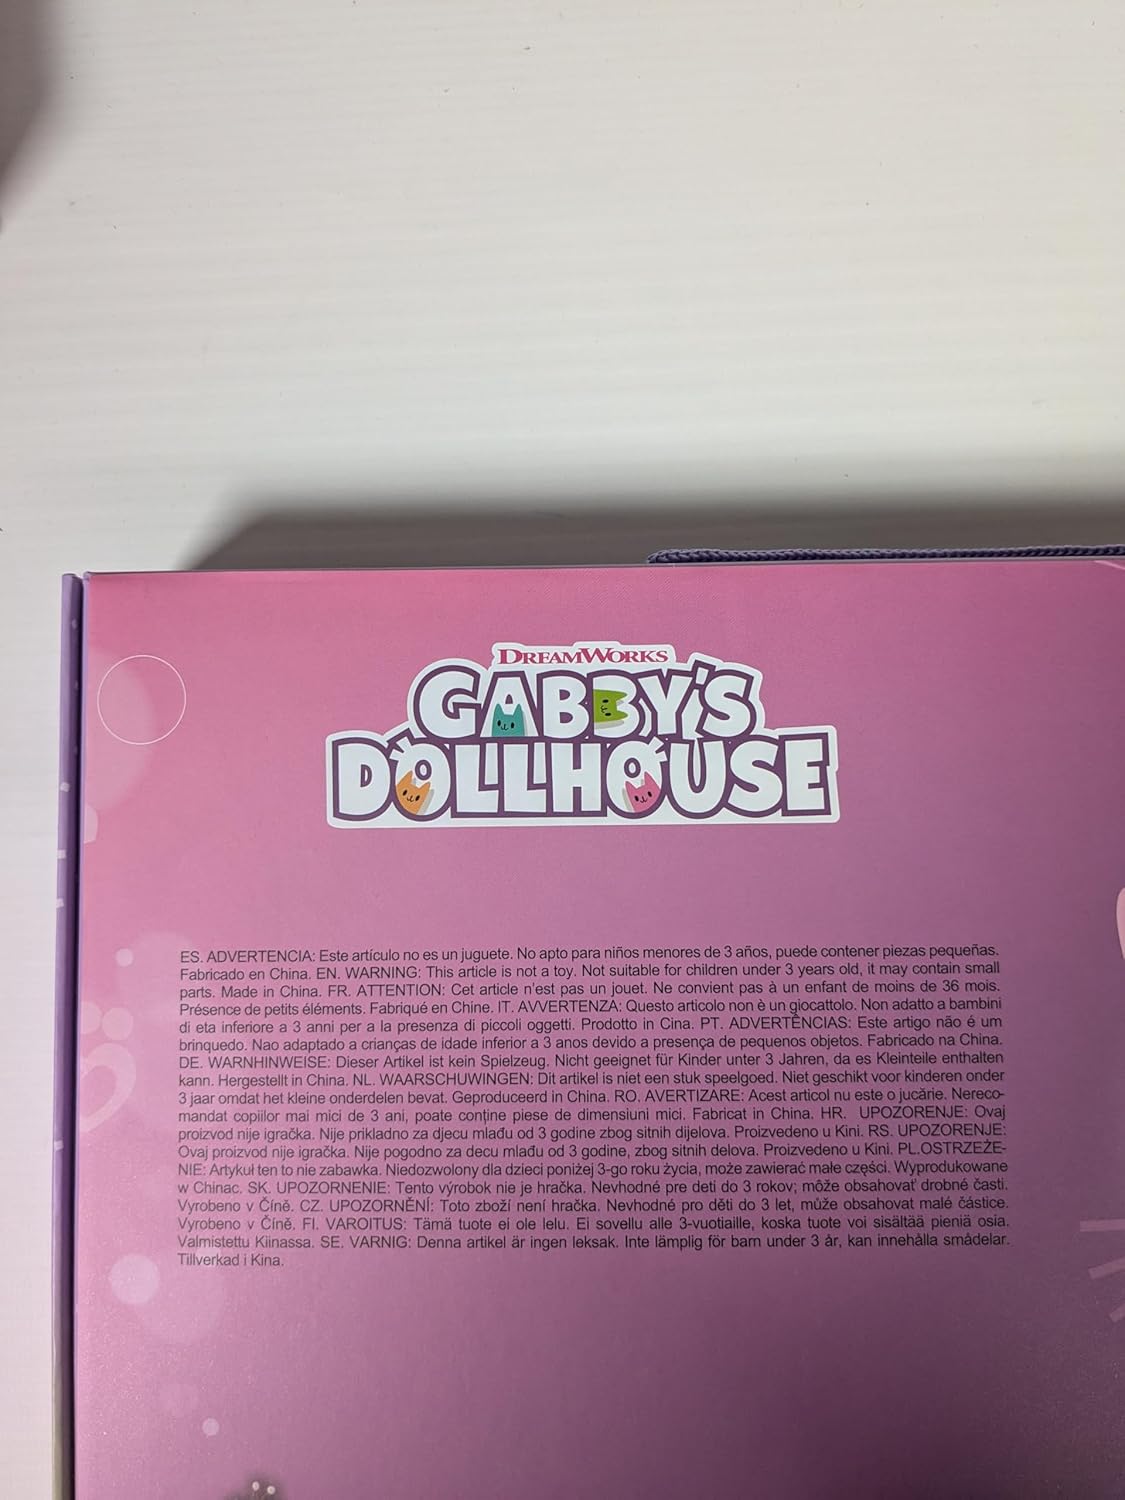 DREAMWORKS
GABBY'S
DOLLHOUSE
ES. ADVERTENCIA: Este artículo no es un juguete. No apto para niños menores de 3 años, puede contener piezas pequeñas.
Fabricado en China. EN. WARNING: This article is not a toy. Not suitable for children under 3 years old, it may contain small
parts. Made in China. FR. ATTENTION: Cet article n'est pas un jouet. Ne convient pas à un enfant de moins de 36 mois.
Présence de petits éléments. Fabriqué en Chine. IT. AVVERTENZA: Questo articolo non è un giocattolo. Non adatto a bambini
di eta inferiore a 3 anni per a la presenza di piccoli oggetti. Prodotto in Cina. PT. ADVERTÊNCIAS: Este artigo não é um
brinquedo. Nao adaptado a crianças de idade inferior a 3 anos devido a presença de pequenos objetos. Fabricado na China.
DE. WARNHINWEISE: Dieser Artikel ist kein Spielzeug. Nicht geeignet für Kinder unter 3 Jahren, da es Kleinteile enthalten
kann. Hergestellt in China. NL. WAARSCHUWINGEN: Dit artikel is niet een stuk speelgoed. Niet geschikt voor kinderen onder
3 jaar omdat het kleine onderdelen bevat. Geproduceerd in China. RO. AVERTIZARE: Acest articol nu este o jucărie. Nereco-
mandat copiilor mai mici de 3 ani, poate conține piese de dimensiuni mici. Fabricat in China. HR. UPOZORENJE: Ovaj
proizvod nije igračka. Nije prikladno za djecu mlađu od 3 godine zbog sitnih dijelova. Proizvedeno u Kini. RS. UPOZORENJE:
Ovaj proizvod nije igračka. Nije pogodno za decu mlađu od 3 godine, zbog sitnih delova. Proizvedeno u Kini. PL.OSTRZEŻE-
NIE: Artykuł ten to nie zabawka. Niedozwolony dla dzieci poniżej 3-go roku życia, może zawierać małe części. Wyprodukowane
w Chinac. SK. UPOZORNENIE: Tento výrobok nie je hračka. Nevhodné pre deti do 3 rokov; môže obsahovať drobné časti.
Vyrobeno v Číně. CZ. UPOZORNĚNÍ: Toto zboží není hračka. Nevhodné pro děti do 3 let, může obsahovat malé částice.
Vyrobeno v Číně. FI. VAROITUS: Tämä tuote ei ole lelu. Ei sovellu alle 3-vuotiaille, koska tuote voi sisältää pieniä osia.
Valmistettu Kiinassa. SE. VARNIG: Denna artikel är ingen leksak. Inte lämplig för barn under 3 år, kan innehålla smådelar.
Tillverkad i Kina.